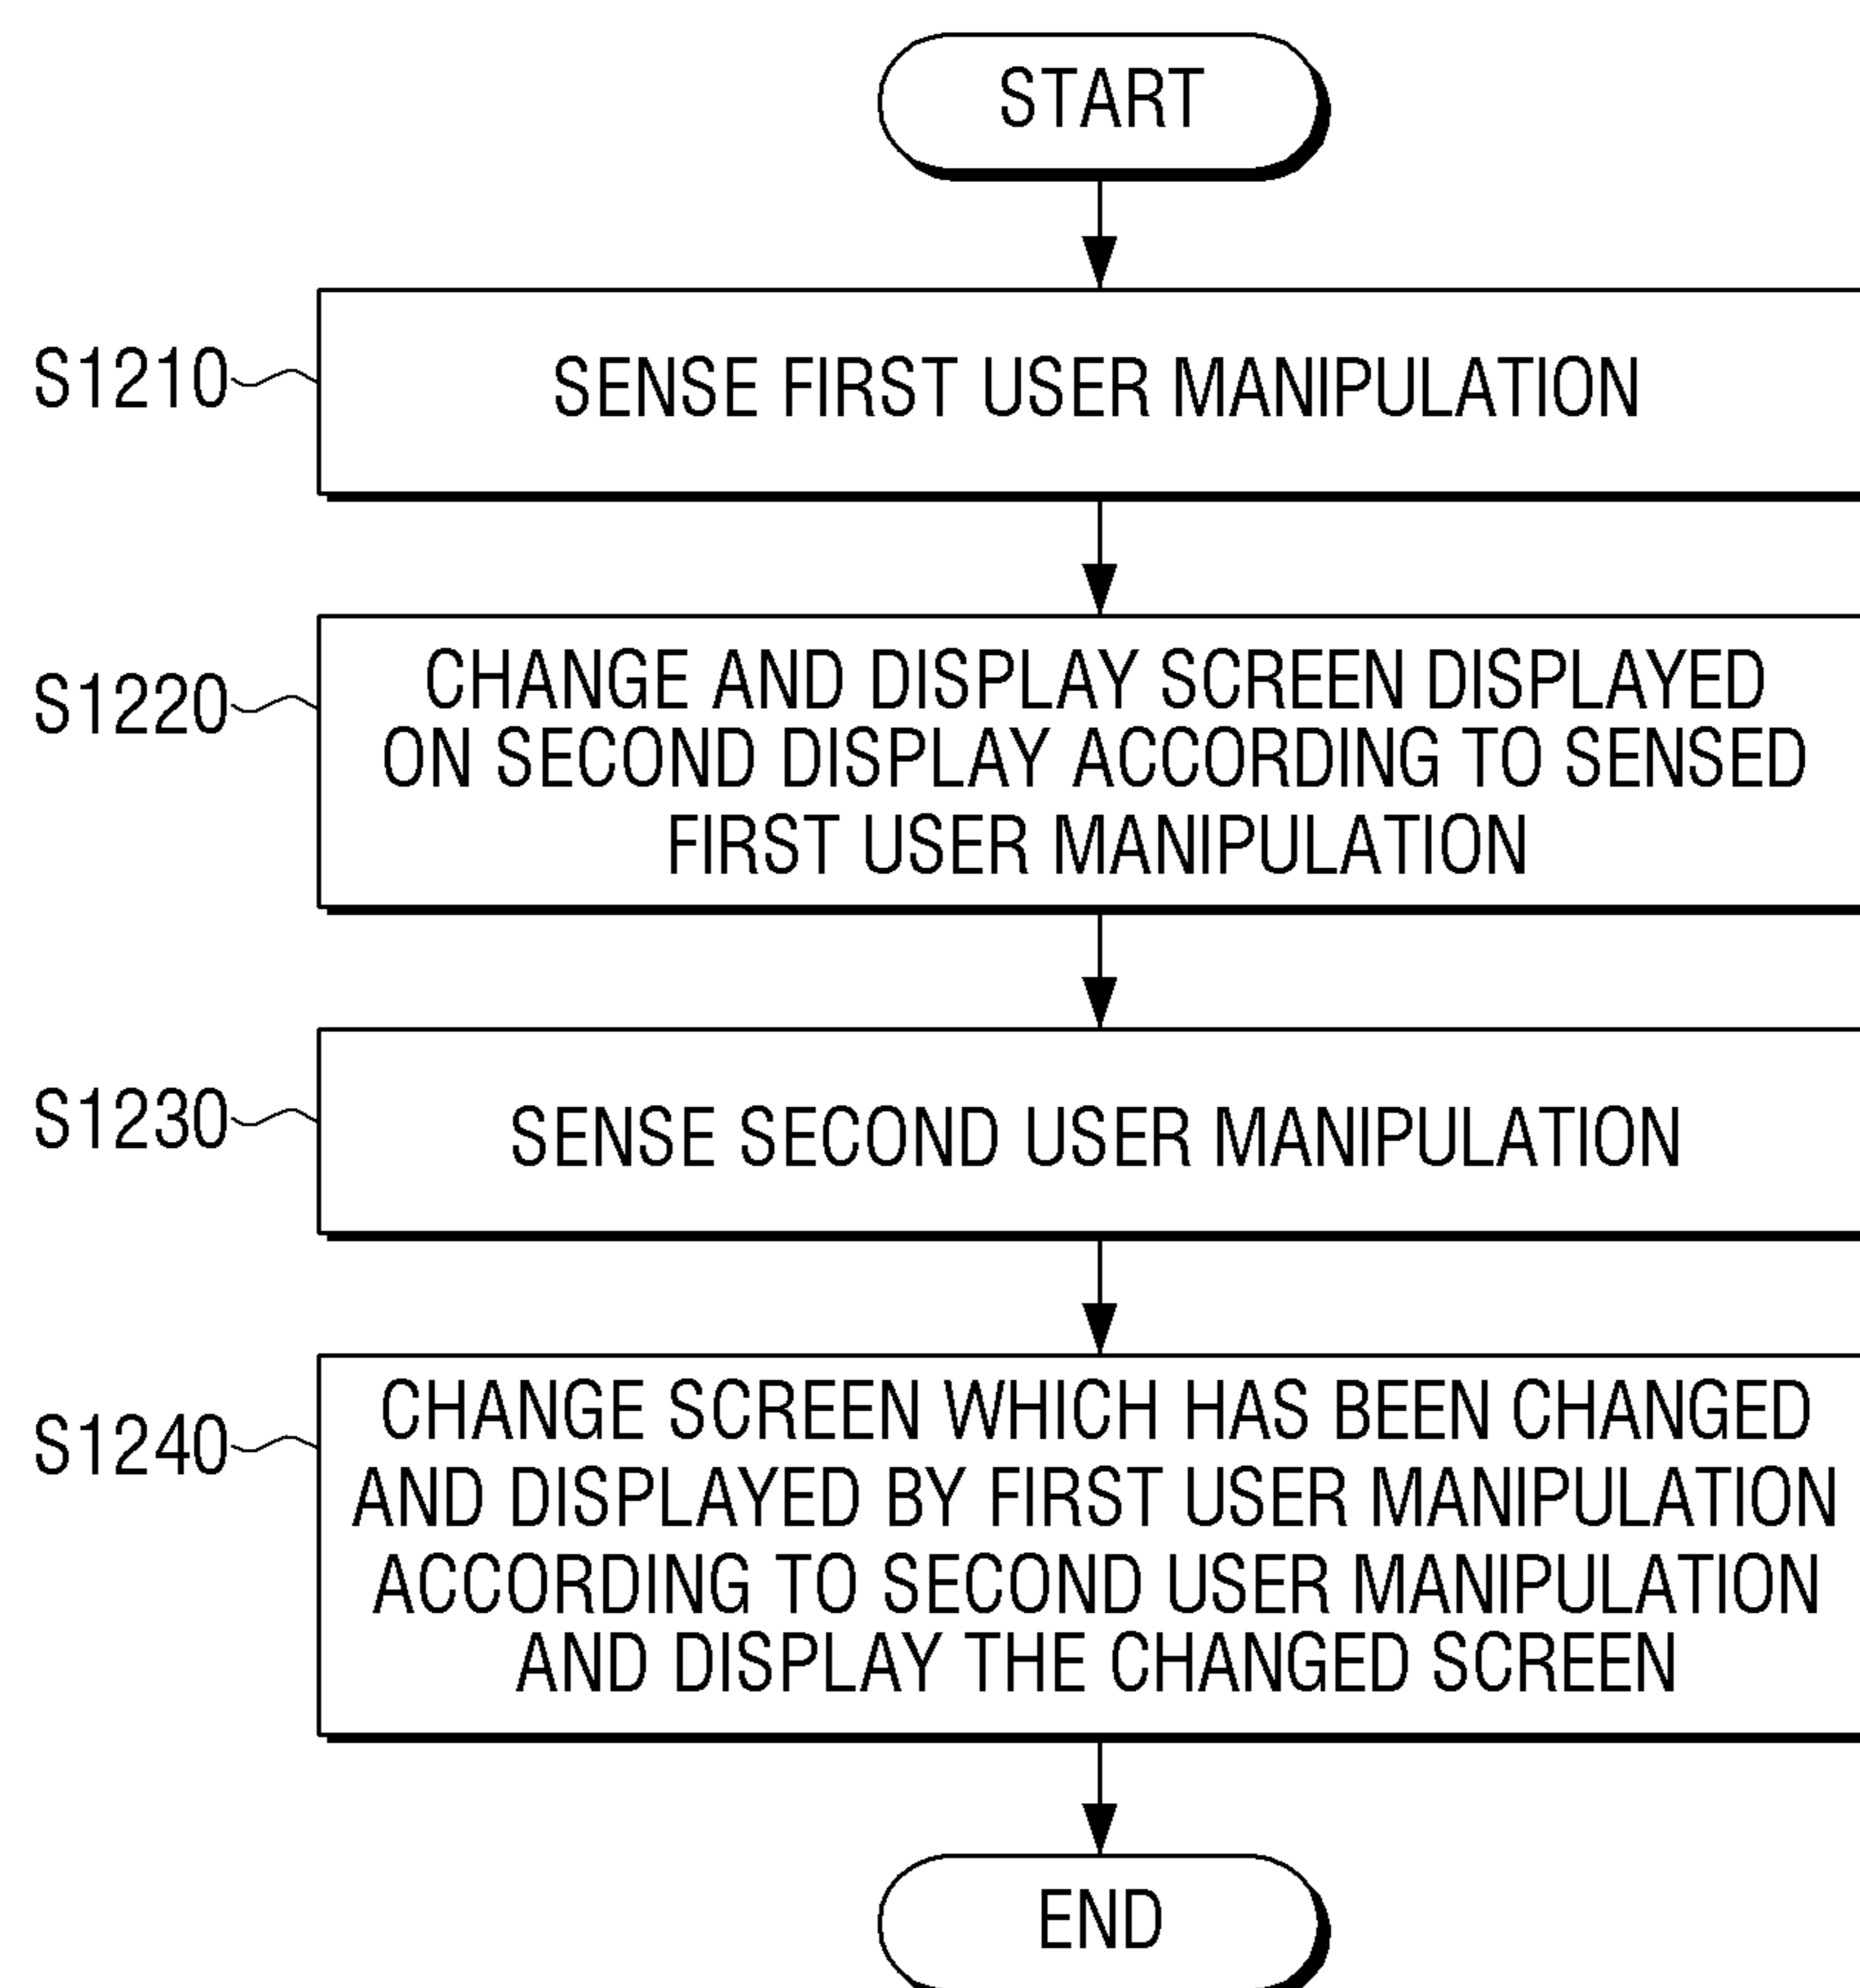 START
S1210
SENSE FIRST USER MANIPULATION
S1220
CHANGE AND DISPLAY SCREEN DISPLAYED
ON SECOND DISPLAY ACCORDING TO SENSED
FIRST USER MANIPULATION
S1230
SENSE SECOND USER MANIPULATION
S1240
CHANGE SCREEN WHICH HAS BEEN CHANGED
AND DISPLAYED BY FIRST USER MANIPULATION
ACCORDING TO SECOND USER MANIPULATION
AND DISPLAY THE CHANGED SCREEN
END